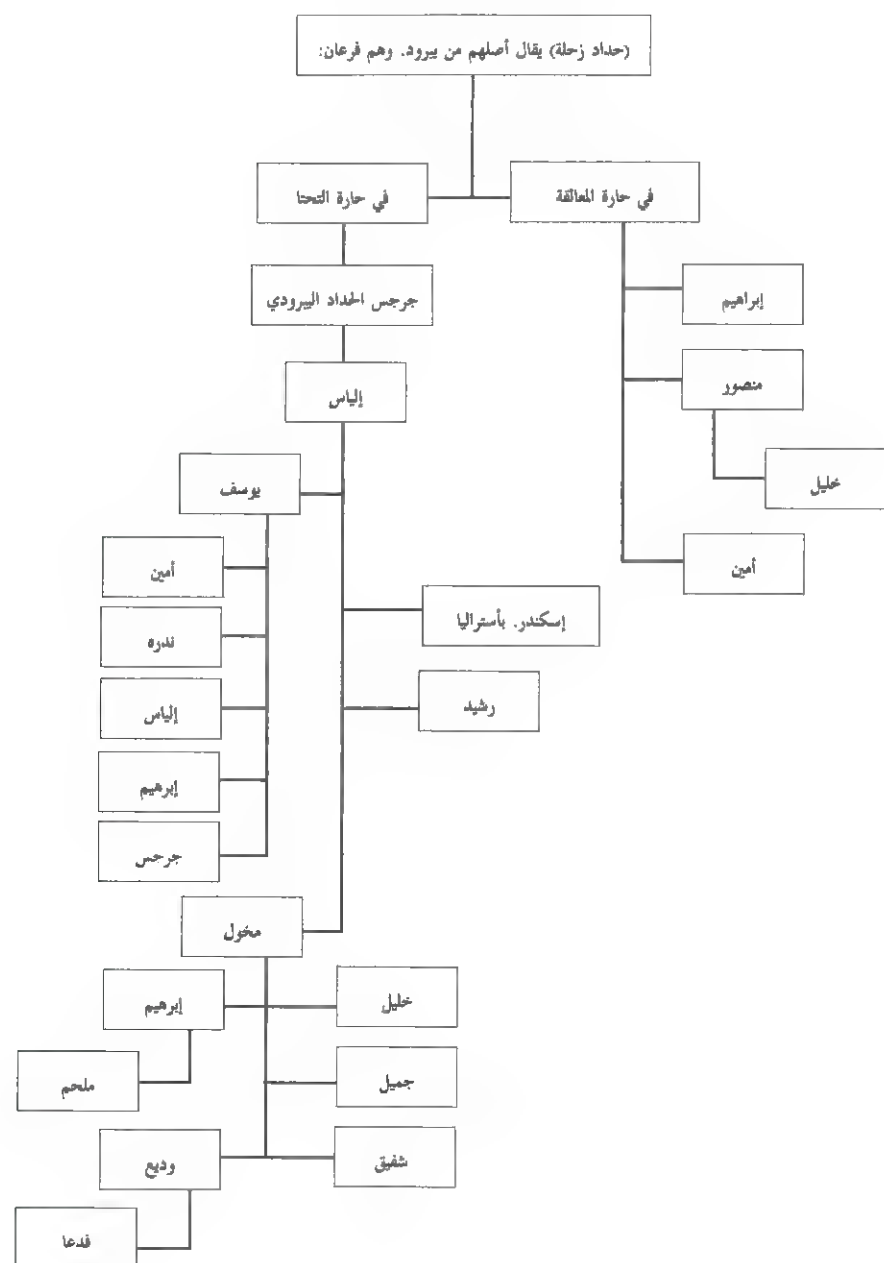 (حداد زحلة) يقال أصلهم من يبرود. وهم فرعان:
في حارة المعالقة
في حارة التحتا
جرجس الحداد اليبرودي
إبراهيم
منصور
إلياس
خليل
يوسف
أمين
أمين
إسكندر. بأستراليا
ندره
رشيد
إلياس
إبرهيم
جرجس
مخول
خليل
إبرهيم
جميل
ملحم
شفيق
وديع
فدعا